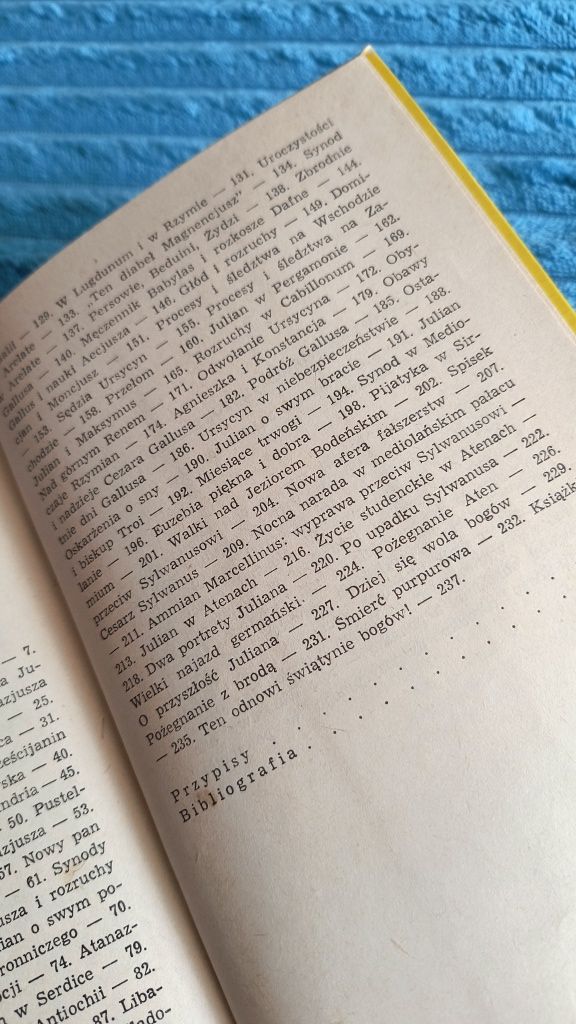 — 7.
a Ju-
— 25.
ca — 31.
eścijanin
rska — 40.
ndria — 45.
50. Pustel-
zjusza — 53.
57. Nowy pan
— 61. Synody
usza i rozruchy
ian o swym po-
ronniczego — 70.
cji — 74. Atanaz-
w w Serdice — 79.
Antiochii — 82.
87. Liba-
— 129. W Lugdunum i w Rzymie — 131. Uroczystości
Arelate — 133. „Ten diabeł Magnencjusz" — 134. Synod
Arelate — 137. Persowie, Beduini, Żydzi — 138. Zbrodnie
Gallusa — 140. Męczennik Babylas i rozkosze Dafne — 144.
Gallus i nauki Aecjusza — 146. Głód i rozruchy — 149. Domi-
cjan i Moncjusz — 151. Procesy i śledztwa na Wschodzie
— 153. Sędzia Ursycyn — 155. Procesy i śledztwa na Za-
chodzie — 158. Przełom — 160. Julian w Pergamonie — 162.
Julian i Maksymus — 165. Rozruchy w Cabillonum — 169.
Nad górnym Renem — 171. Odwołanie Ursycyna — 172. Oby-
czaje Rzymian — 174. Agnieszka i Konstancja — 179. Obawy
i nadzieje Cezara Gallusa — 182. Podróż Gallusa — 185. Osta-
tnie dni Gallusa — 186. Ursycyn w niebezpieczeństwie — 188.
Oskarżenia o sny — 190. Julian o swym bracie — 191. Julian
i biskup Troi — 192. Miesiące trwogi — 194. Synod w Medio-
lanie — 196. Euzebia piękna i dobra — 198. Pijatyka w Sir-
mium — 201. Walki nad Jeziorem Bodeńskim — 202. Spisek
przeciw Sylwanusowi — 204. Nowa afera fałszerstw — 207.
Cesarz Sylwanus — 209. Nocna narada w mediolańskim pałacu
— 211. Ammian Marcellinus: wyprawa przeciw Sylwanusowi —
213. Julian w Atenach — 216. Życie studenckie w Atenach —
218. Dwa portrety Juliana — 220. Po upadku Sylwanusa — 222.
Wielki najazd germański. — 224. Pożegnanie Aten — 226.
O przyszłość Juliana — 227. Dziej się wola bogów — 229.
Pożegnanie z brodą — 231. Śmierć purpurowa — 232. Książk
— 235. Ten odnowi świątynie bogów! — 237.
Przypisy . . . . . . . . .
Bibliografia . . . . . . . .